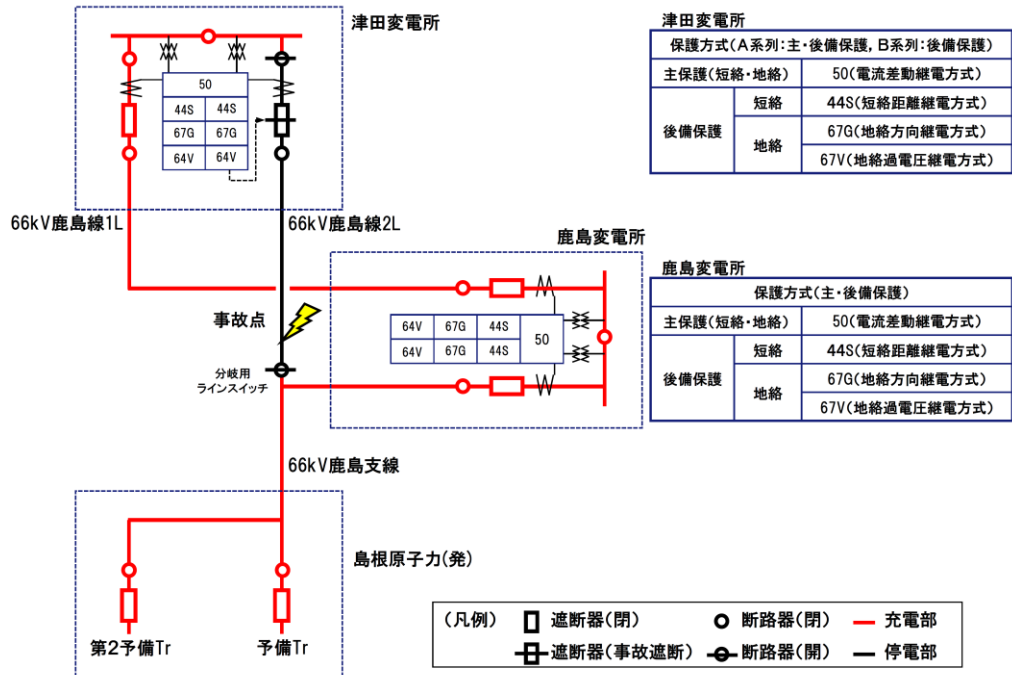 津田変電所
50
44S 44S
67G 67G
64V 64V
66kV鹿島線1L
66kV鹿島線2L
津田変電所
保護方式(A系列:主・後備保護, B系列:後備保護)
主保護(短絡・地絡) 50(電流差動継電方式)
後備保護 短絡 44S(短絡距離継電方式)
地絡 67G(地絡方向継電方式)
67V(地絡過電圧継電方式)
鹿島変電所
事故点
64V 67G 44S 50
64V 67G 44S
分岐用
ラインスイッチ
鹿島変電所
保護方式(主・後備保護)
主保護(短絡・地絡) 50(電流差動継電方式)
後備保護 短絡 44S(短絡距離継電方式)
地絡 67G(地絡方向継電方式)
67V(地絡過電圧継電方式)
66kV鹿島支線
島根原子力(発)
第2予備Tr
予備Tr
(凡例) 遮断器(閉) 断路器(閉) 充電部
遮断器(事故遮断) 断路器(開) 停電部